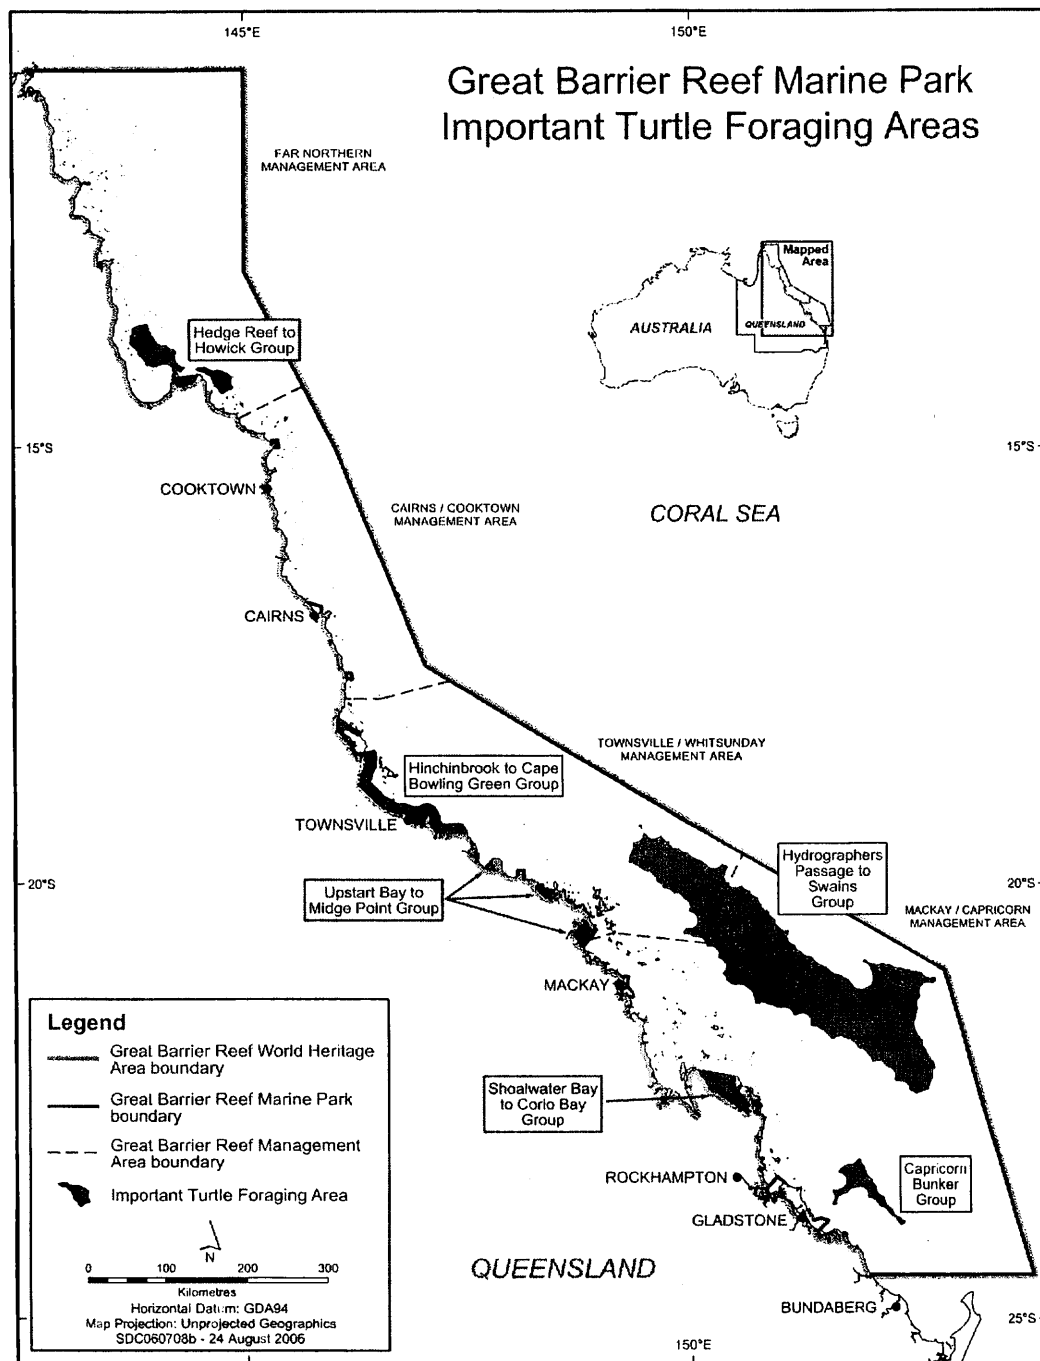 145°E
150°E
Great Barrier Reef Marine Park
Important Turtle Foraging Areas
FAR NORTHERN
MANAGEMENT AREA
Mapped
Area
AUSTRALIA
QUEENSLAND
Hedge Reef to
Howick Group
15°S
15°S
COOKTOWN
CAIRNS / COOKTOWN
MANAGEMENT AREA
CORAL SEA
CAIRNS
TOWNSVILLE / WHITSUNDAY
MANAGEMENT AREA
Hinchinbrook to Cape
Bowling Green Group
TOWNSVILLE
Hydrographers
Passage to
Swains
Group
20°S
20°S
Upstart Bay to
Midge Point Group
MACKAY / CAPRICORN
MANAGEMENT AREA
MACKAY
Shoalwater Bay
to Corio Bay
Group
ROCKHAMPTON
Capricorn
Bunker
Group
GLADSTONE
QUEENSLAND
BUNDABERG
25°S
150°E
Legend
Great Barrier Reef World Heritage
Area boundary
Great Barrier Reef Marine Park
boundary
Great Barrier Reef Management
Area boundary
Important Turtle Foraging Area
N
0 100 200 300
Kilometres
Horizontal Datum: GDA94
Map Projection: Unprojected Geographics
SDC060708b - 24 August 2006